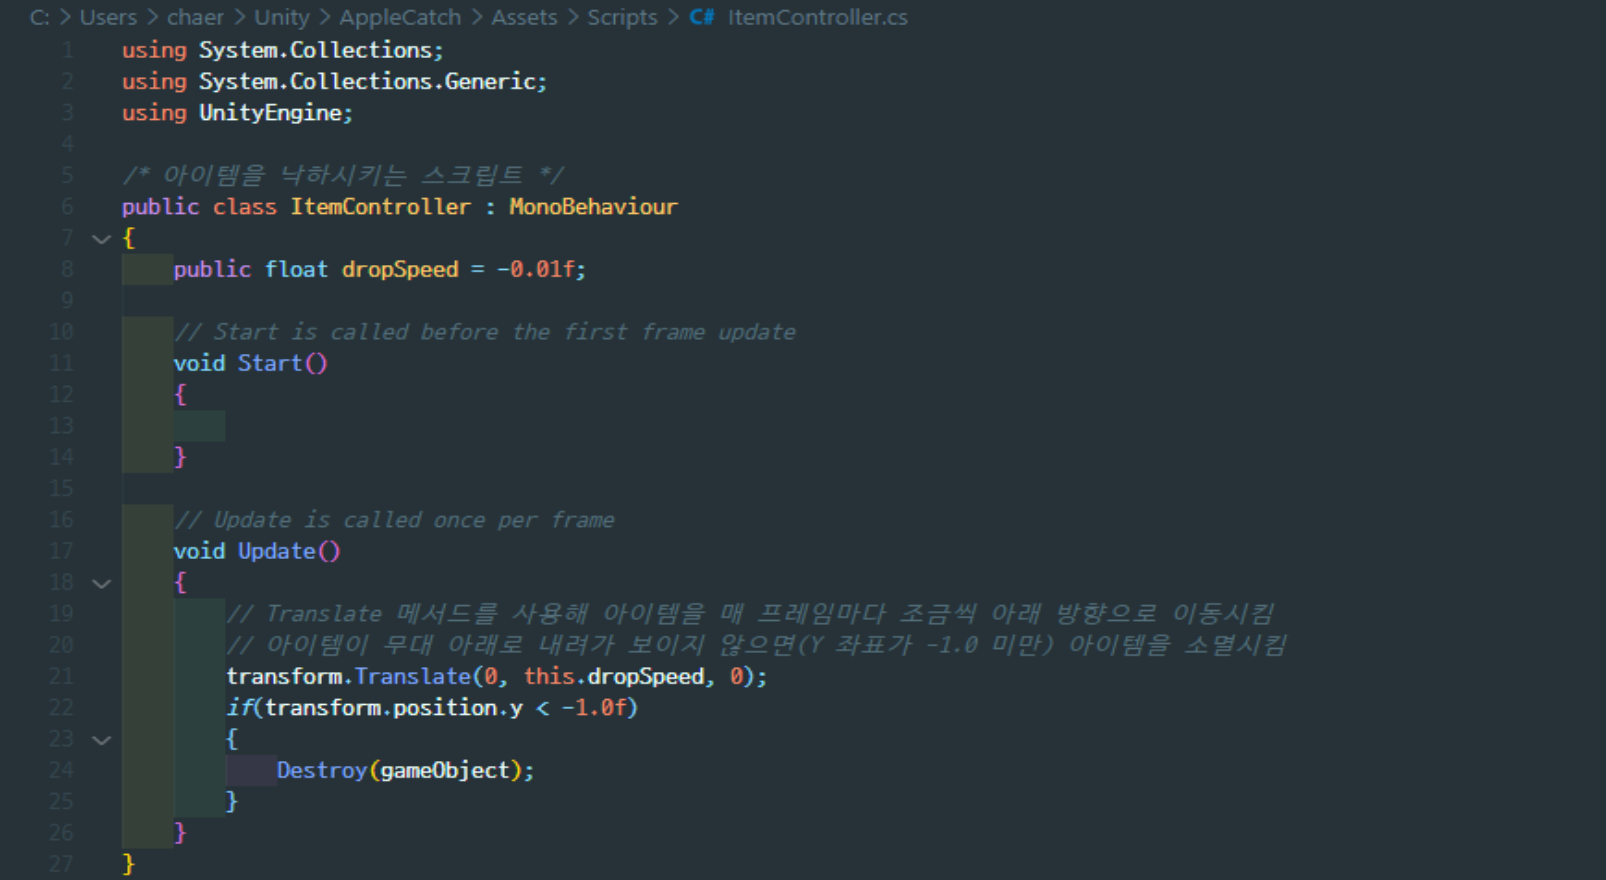 C: > Users > chaer > Unity > AppleCatch > Assets > Scripts > C# ItemController.cs
1 using System.Collections;
2 using System.Collections.Generic;
3 using UnityEngine;
4
5 /* 아이템을 낙하시키는 스크립트 */
6 public class ItemController : MonoBehaviour
7 {
8     public float dropSpeed = -0.01f;
9
10     // Start is called before the first frame update
11     void Start()
12     {
13
14     }
15
16     // Update is called once per frame
17     void Update()
18     {
19         // Translate 메서드를 사용해 아이템을 매 프레임마다 조금씩 아래 방향으로 이동시킴
20         // 아이템이 무대 아래로 내려가 보이지 않으면(Y 좌표가 -1.0 미만) 아이템을 소멸시킴
21         transform.Translate(0, this.dropSpeed, 0);
22         if(transform.position.y < -1.0f)
23         {
24             Destroy(gameObject);
25         }
26     }
27 }